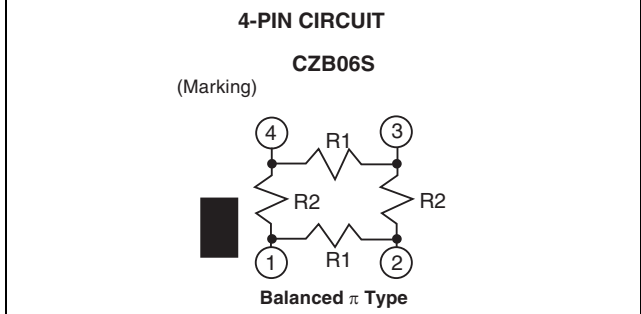 4-PIN CIRCUIT
CZB06S
(Marking)
4 R1 3
R2 R2
1 R1 2
Balanced π Type